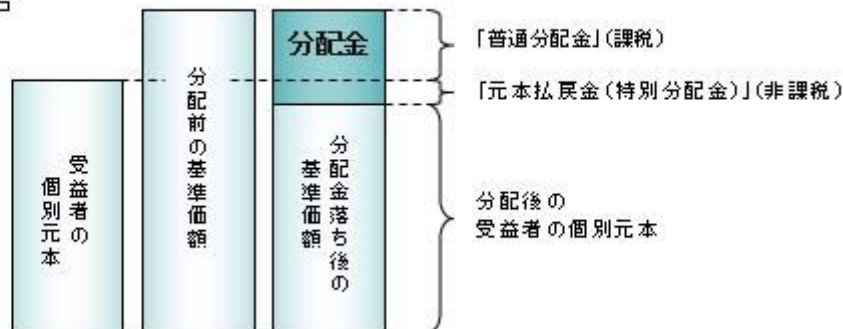 受益者の
個別元本
分配前の基準価額
分配金
分配金落ち後の
基準価額
「普通分配金」(課税)
「元本払戻金(特別分配金)」(非課税)
分配後の
受益者の個別元本